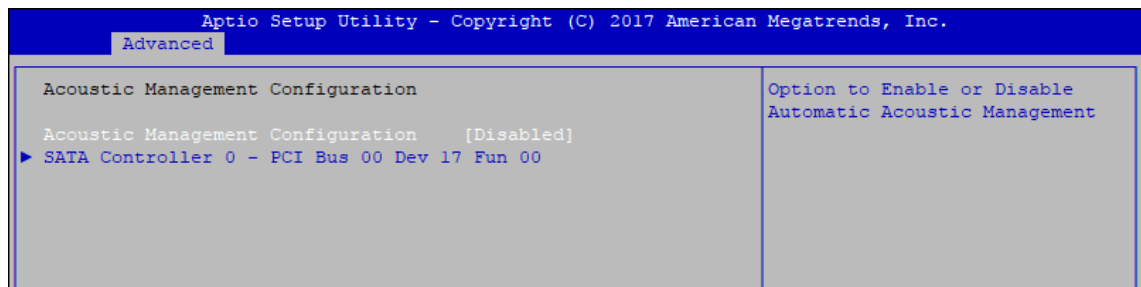 Aptio Setup Utility – Copyright (C) 2017 American Megatrends, Inc.
Advanced
Acoustic Management Configuration
Option to Enable or Disable
Automatic Acoustic Management
Acoustic Management Configuration [Disabled]
► SATA Controller 0 – PCI Bus 00 Dev 17 Fun 00